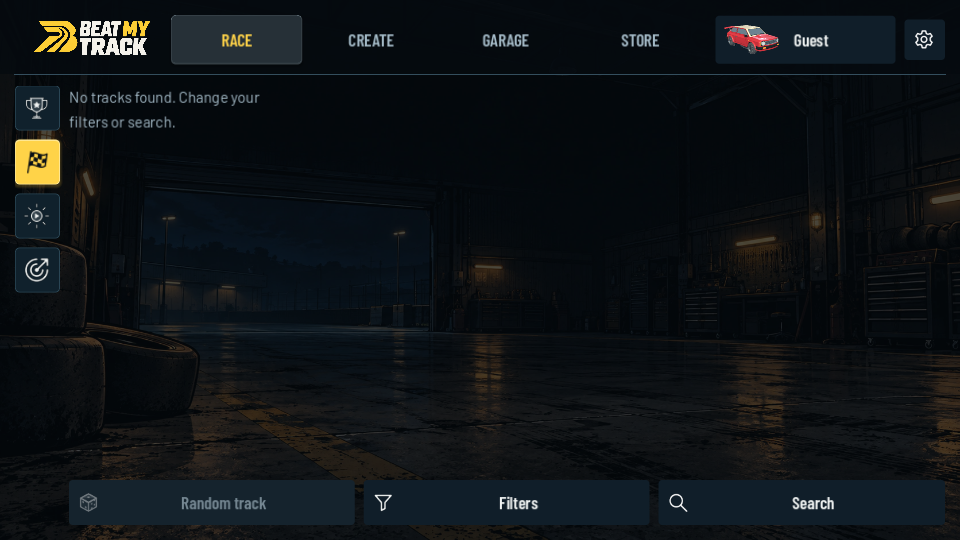 BEAT MY
TRACK
RACE
CREATE
GARAGE
STORE
Guest
No tracks found. Change your
filters or search.
Random track
Filters
Search